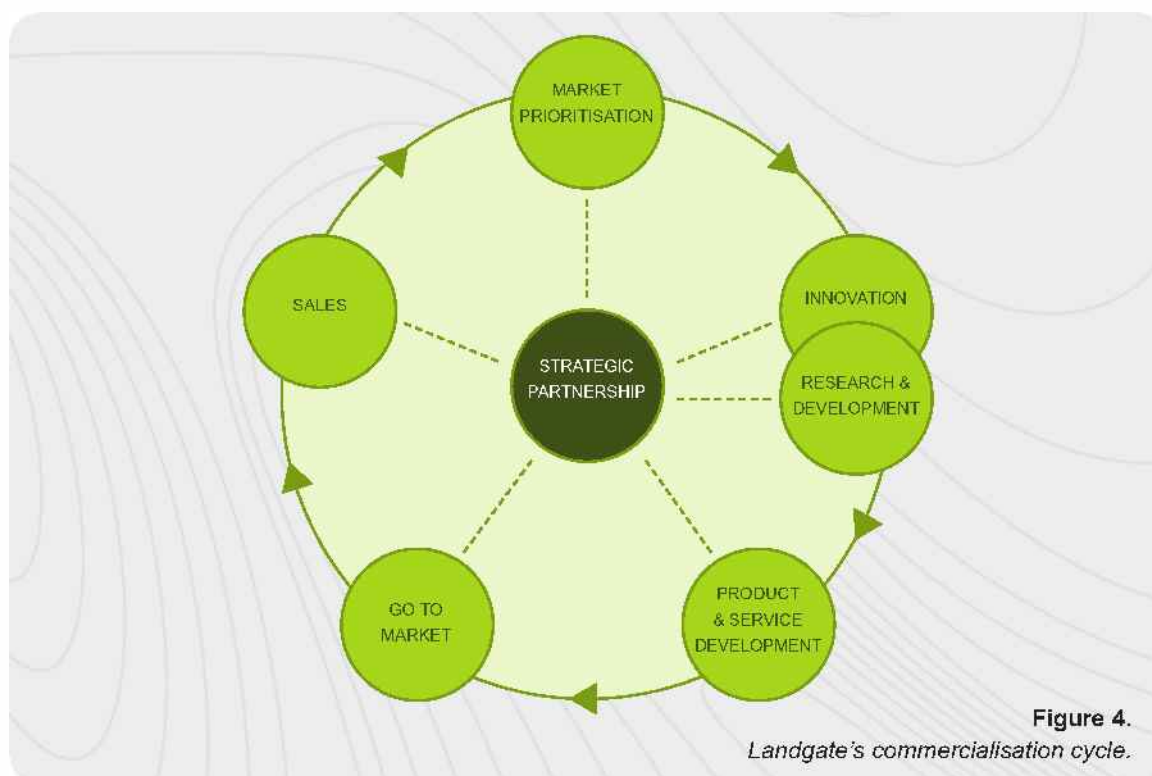 MARKET
PRIORITISATION
INNOVATION
RESEARCH &
DEVELOPMENT
PRODUCT
& SERVICE
DEVELOPMENT
GO TO
MARKET
SALES
STRATEGIC
PARTNERSHIP
Figure 4.
Landgate's commercialisation cycle.